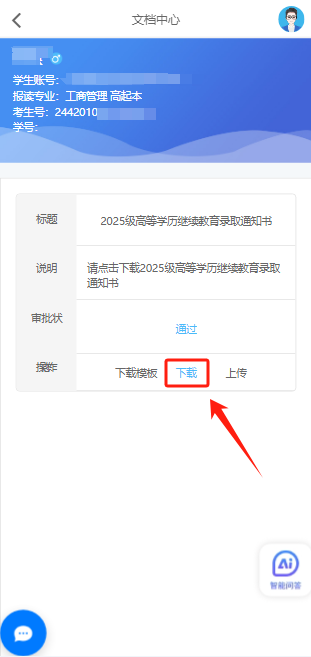 文档中心
学生账号：
报读专业：工商管理 高起本
考生号：2442010
学号：
标题
2025级高等学历继续教育录取通知书
说明
请点击下载2025级高等学历继续教育录取
通知书
审批状
通过
操作
下载模板 下载 上传
Ai
智能问答